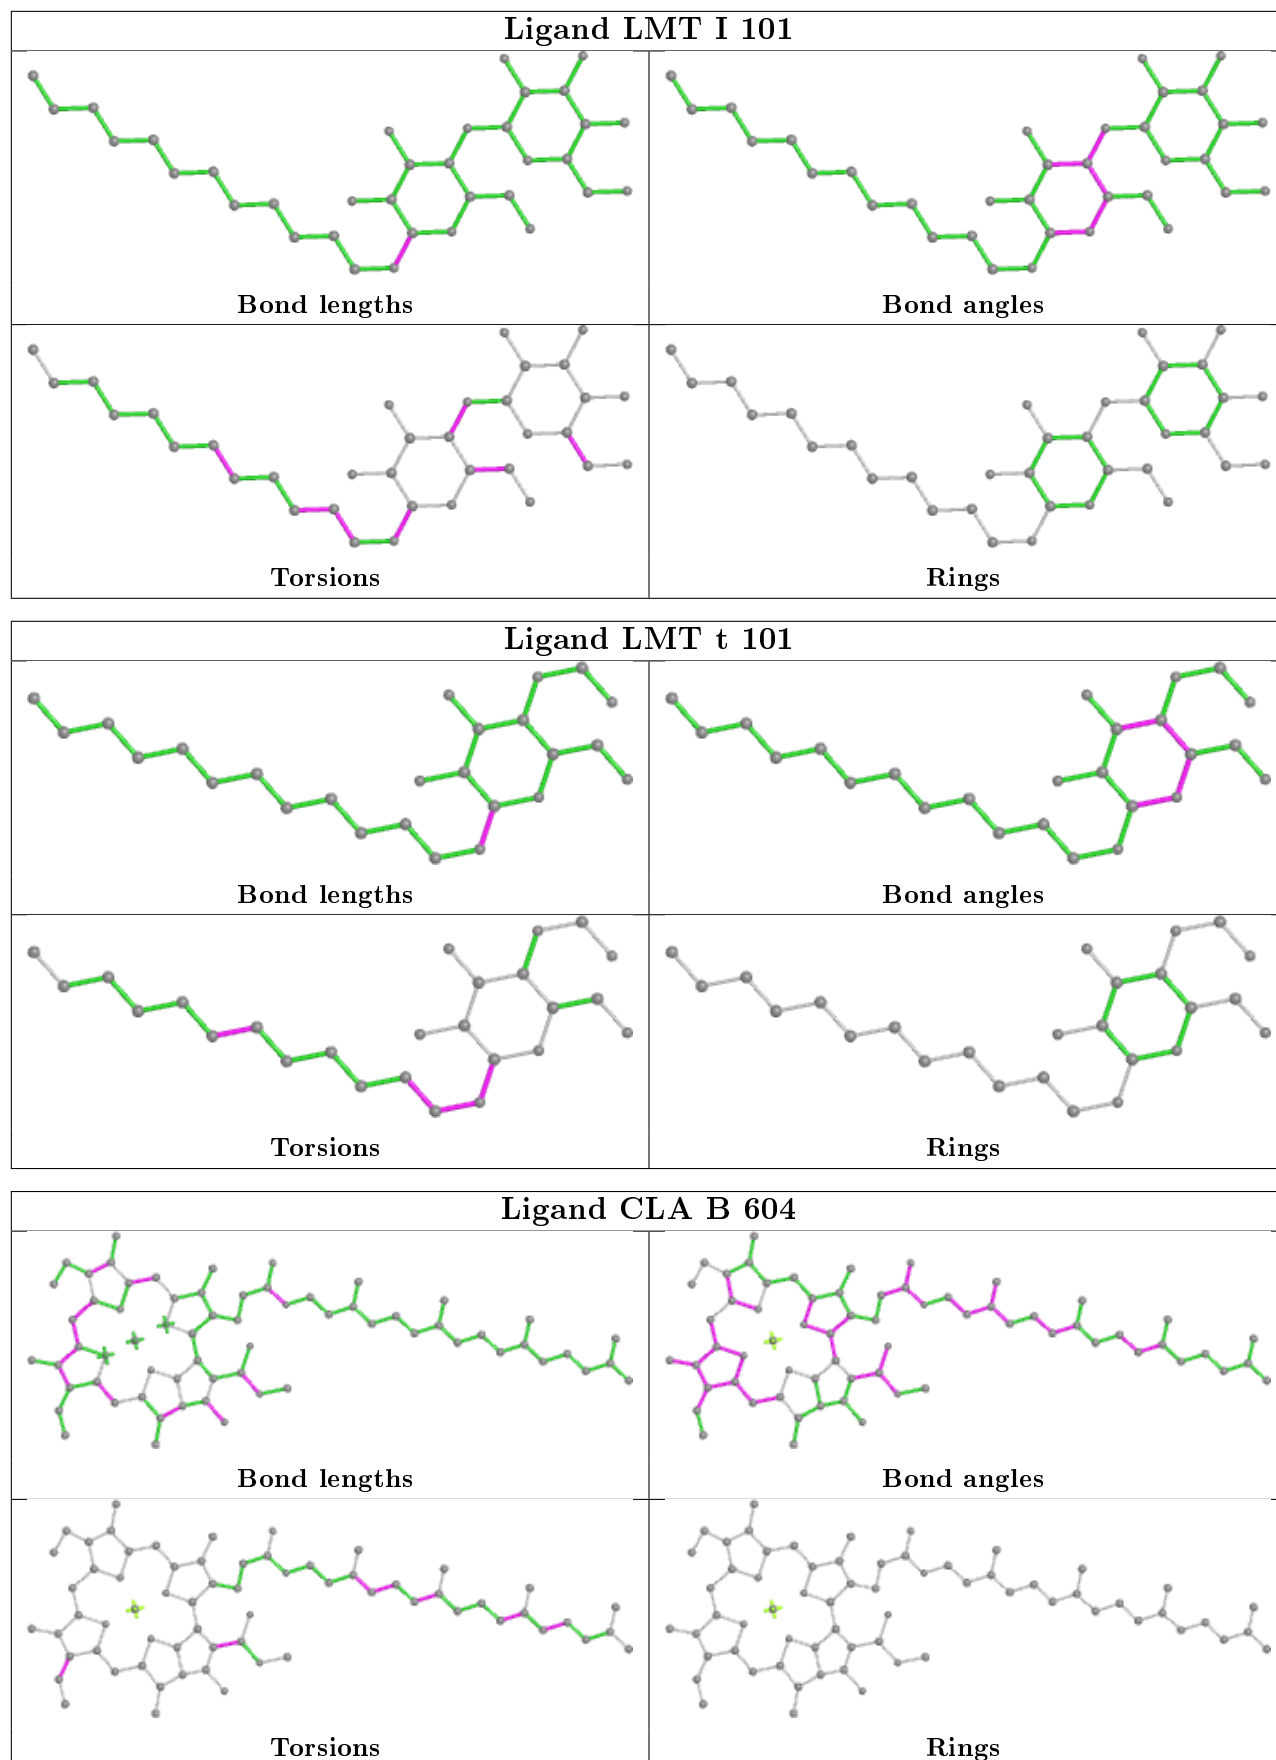 Ligand LMT I 101
Bond lengths
Bond angles
Torsions
Rings
Ligand LMT t 101
Bond lengths
Bond angles
Torsions
Rings
Ligand CLA B 604
Bond lengths
Bond angles
Torsions
Rings